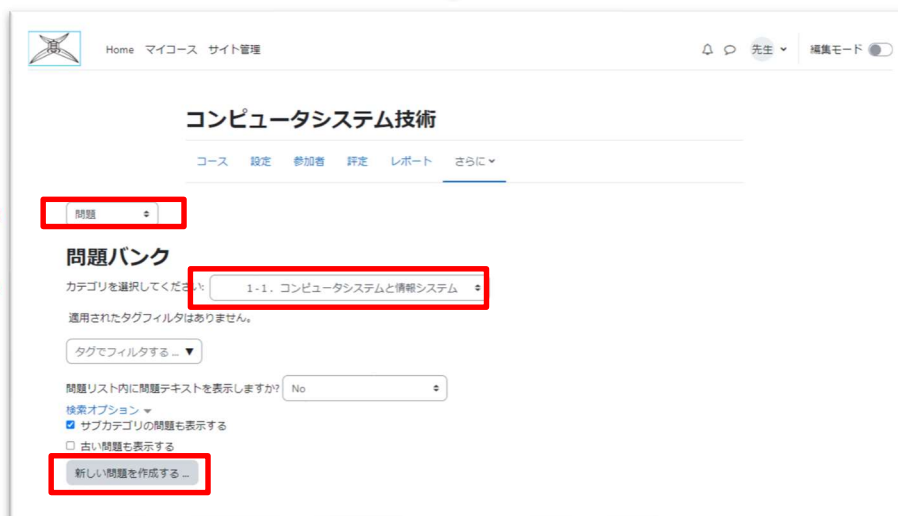 高
Home マイコース サイト管理 先生 編集モード
コンピュータシステム技術
コース 設定 参加者 評定 レポート さらに
問題
問題バンク
カテゴリを選択してください: 1-1. コンピュータシステムと情報システム
適用されたタグフィルタはありません。
タグでフィルタする ... ▼
問題リスト内に問題テキストを表示しますか? No
検索オプション
サブカテゴリの問題も表示する
古い問題も表示する
新しい問題を作成する ...